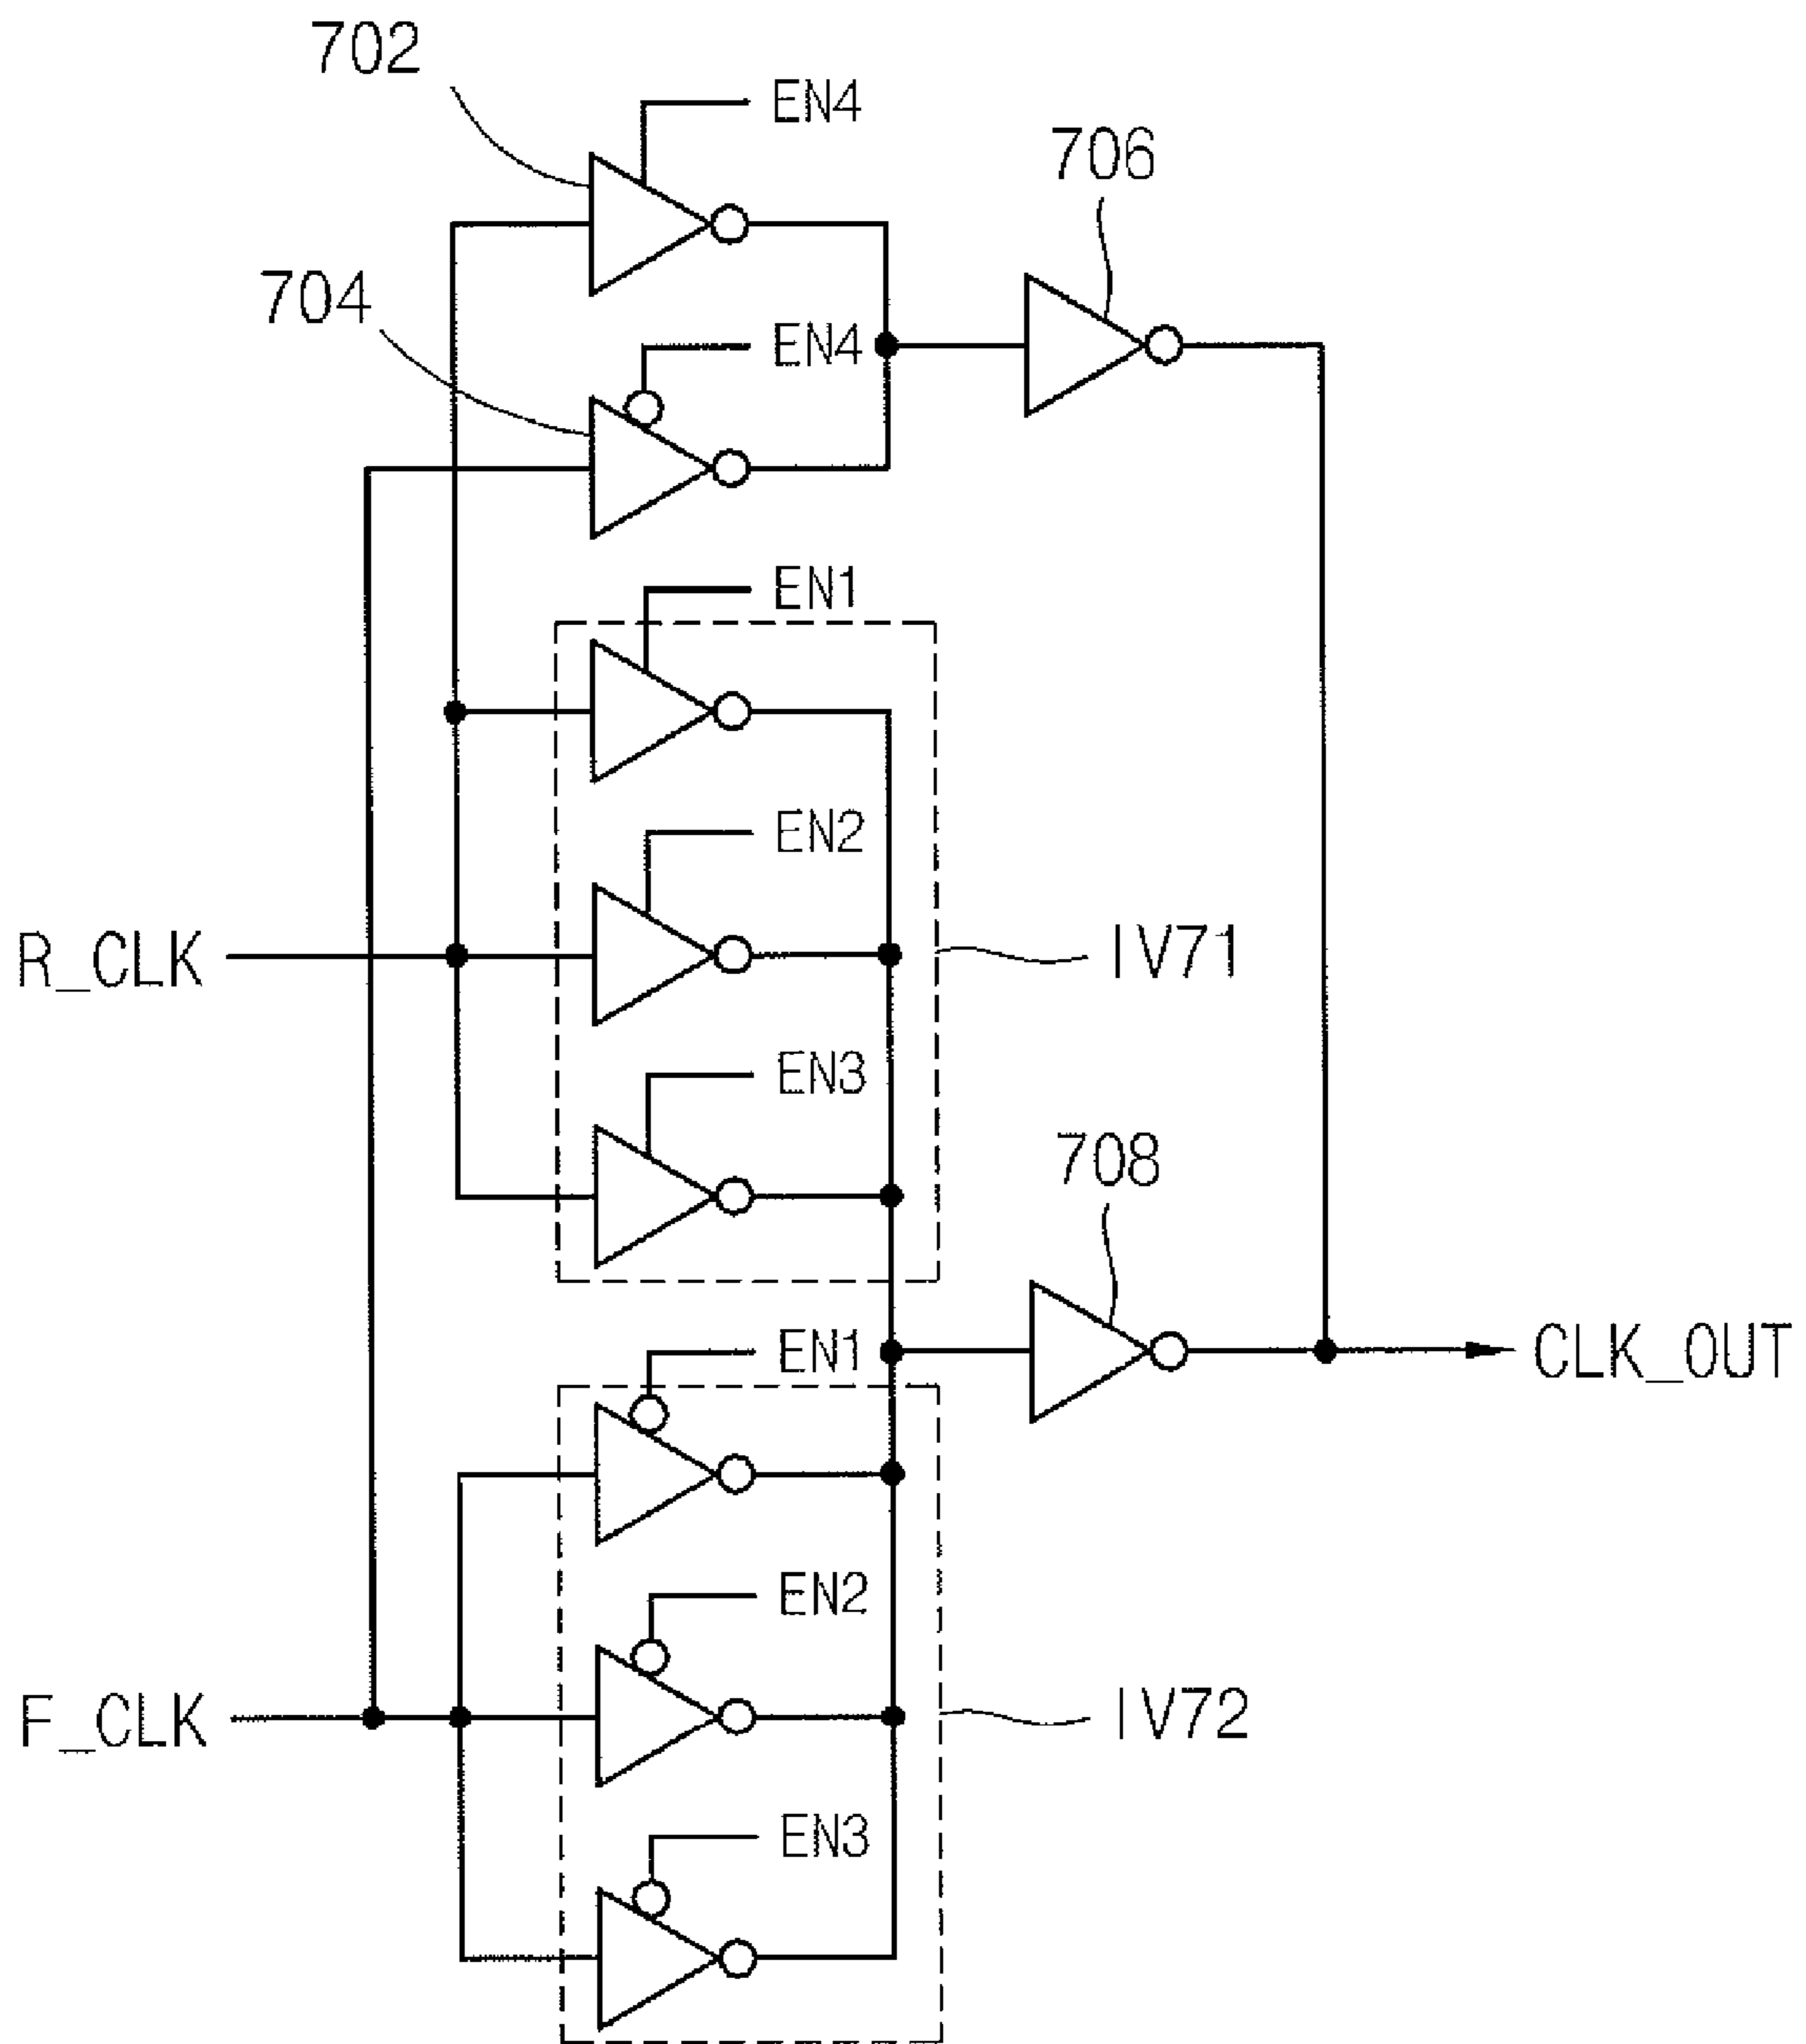 702
EN4
706
704
EN4
EN1
EN2
R_CLK
IV71
EN3
708
EN1
CLK_OUT
EN2
F_CLK
IV72
EN3